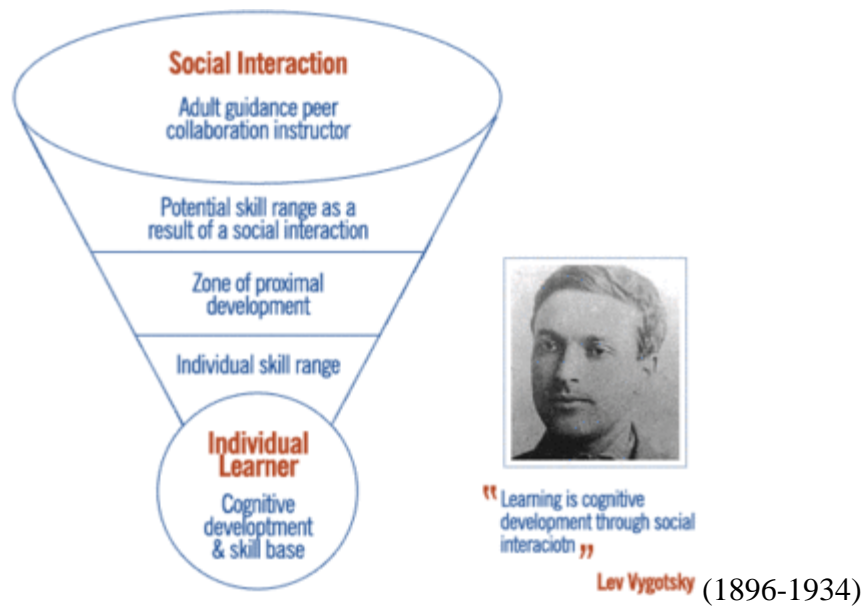 Social Interaction
Adult guidance peer
collaboration instructor
Potential skill range as a
result of a social interaction
Zone of proximal
development
Individual skill range
Individual
Learner
Cognitive
developtment
& skill base
" Learning is cognitive
development through social
interaciotn "
Lev Vygotsky (1896-1934)